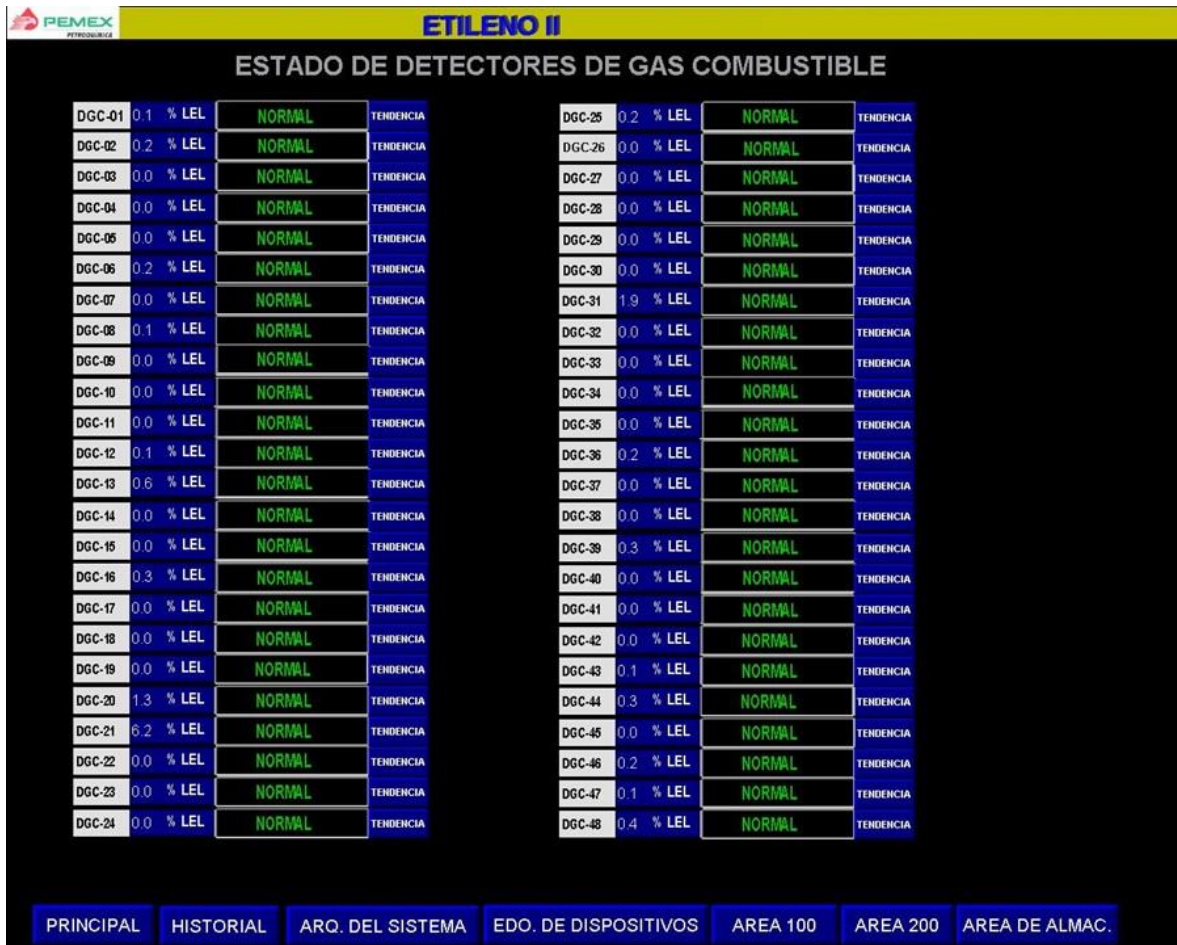 PEMEX
PETROQUÍMICA
ETILENO II
ESTADO DE DETECTORES DE GAS COMBUSTIBLE
DGC-01 0.1 % LEL NORMAL TENDENCIA
DGC-02 0.2 % LEL NORMAL TENDENCIA
DGC-03 0.0 % LEL NORMAL TENDENCIA
DGC-04 0.0 % LEL NORMAL TENDENCIA
DGC-05 0.0 % LEL NORMAL TENDENCIA
DGC-06 0.2 % LEL NORMAL TENDENCIA
DGC-07 0.0 % LEL NORMAL TENDENCIA
DGC-08 0.1 % LEL NORMAL TENDENCIA
DGC-09 0.0 % LEL NORMAL TENDENCIA
DGC-10 0.0 % LEL NORMAL TENDENCIA
DGC-11 0.0 % LEL NORMAL TENDENCIA
DGC-12 0.1 % LEL NORMAL TENDENCIA
DGC-13 0.6 % LEL NORMAL TENDENCIA
DGC-14 0.0 % LEL NORMAL TENDENCIA
DGC-15 0.0 % LEL NORMAL TENDENCIA
DGC-16 0.3 % LEL NORMAL TENDENCIA
DGC-17 0.0 % LEL NORMAL TENDENCIA
DGC-18 0.0 % LEL NORMAL TENDENCIA
DGC-19 0.0 % LEL NORMAL TENDENCIA
DGC-20 1.3 % LEL NORMAL TENDENCIA
DGC-21 6.2 % LEL NORMAL TENDENCIA
DGC-22 0.0 % LEL NORMAL TENDENCIA
DGC-23 0.0 % LEL NORMAL TENDENCIA
DGC-24 0.0 % LEL NORMAL TENDENCIA
DGC-25 0.2 % LEL NORMAL TENDENCIA
DGC-26 0.0 % LEL NORMAL TENDENCIA
DGC-27 0.0 % LEL NORMAL TENDENCIA
DGC-28 0.0 % LEL NORMAL TENDENCIA
DGC-29 0.0 % LEL NORMAL TENDENCIA
DGC-30 0.0 % LEL NORMAL TENDENCIA
DGC-31 1.9 % LEL NORMAL TENDENCIA
DGC-32 0.0 % LEL NORMAL TENDENCIA
DGC-33 0.0 % LEL NORMAL TENDENCIA
DGC-34 0.0 % LEL NORMAL TENDENCIA
DGC-35 0.0 % LEL NORMAL TENDENCIA
DGC-36 0.2 % LEL NORMAL TENDENCIA
DGC-37 0.0 % LEL NORMAL TENDENCIA
DGC-38 0.0 % LEL NORMAL TENDENCIA
DGC-39 0.3 % LEL NORMAL TENDENCIA
DGC-40 0.0 % LEL NORMAL TENDENCIA
DGC-41 0.0 % LEL NORMAL TENDENCIA
DGC-42 0.0 % LEL NORMAL TENDENCIA
DGC-43 0.1 % LEL NORMAL TENDENCIA
DGC-44 0.3 % LEL NORMAL TENDENCIA
DGC-45 0.0 % LEL NORMAL TENDENCIA
DGC-46 0.2 % LEL NORMAL TENDENCIA
DGC-47 0.1 % LEL NORMAL TENDENCIA
DGC-48 0.4 % LEL NORMAL TENDENCIA
PRINCIPAL HISTORIAL ARQ. DEL SISTEMA EDO. DE DISPOSITIVOS AREA 100 AREA 200 AREA DE ALMAC.